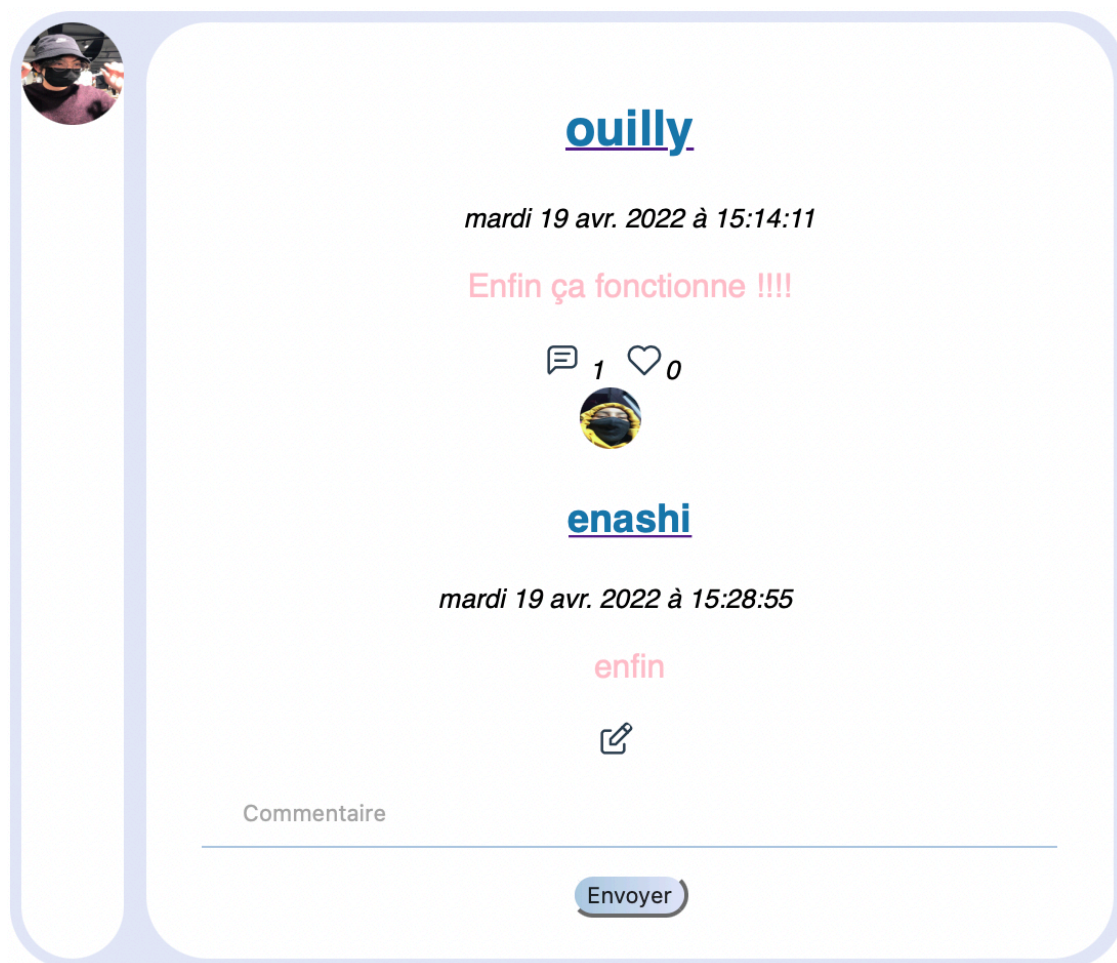 ouilly
mardi 19 avr. 2022 à 15:14:11
Enfin ça fonctionne !!!!
1 0
enashi
mardi 19 avr. 2022 à 15:28:55
enfin
Commentaire
Envoyer